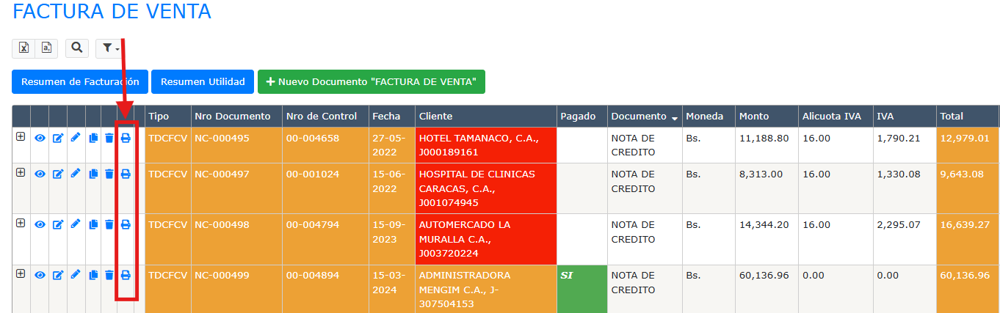 FACTURA DE VENTA
Resumen de Facturación Resumen Utilidad + Nuevo Documento "FACTURA DE VENTA"
Tipo Nro Documento Nro de Control Fecha Cliente Pagado Documento Moneda Monto Alicuota IVA IVA Total
TDCFCV NC-000495 00-004658 27-05- HOTEL TAMANACO, C.A., NOTA DE Bs. 11,188.80 16.00 1,790.21 12,979.01
2022 J000189161 CREDITO
TDCFCV NC-000497 00-001024 15-06- HOSPITAL DE CLINICAS NOTA DE Bs. 8,313.00 16.00 1,330.08 9,643.08
2022 CARACAS, C.A., CREDITO
J001074945
TDCFCV NC-000498 00-004794 15-09- AUTOMERCADO LA NOTA DE Bs. 14,344.20 16.00 2,295.07 16,639.27
2023 MURALLA C.A., CREDITO
J003720224
TDCFCV NC-000499 00-004894 15-03- ADMINISTRADORA SI NOTA DE Bs. 60,136.96 0.00 0.00 60,136.96
2024 MENGIM C.A., J- CREDITO
307504153